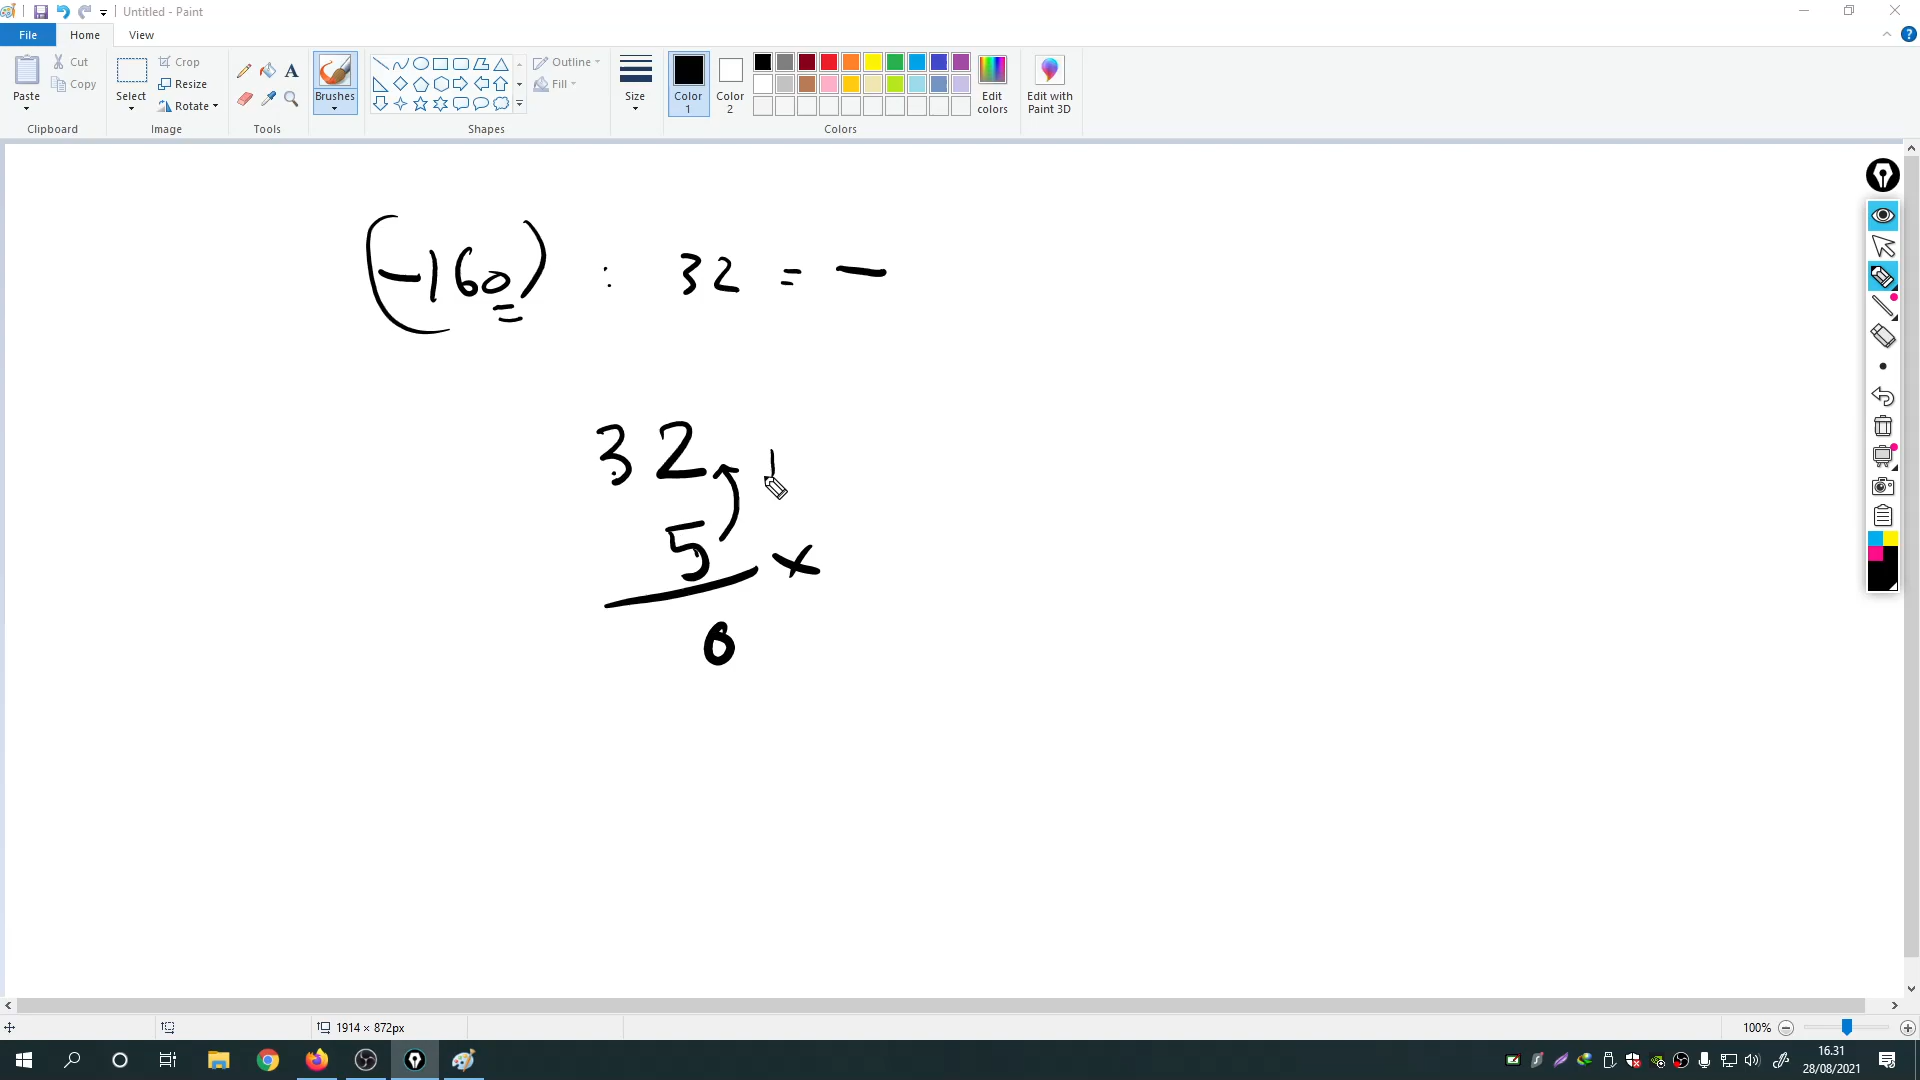 Untitled - Paint
File Home View
Paste Cut Copy Clipboard
Select Crop Resize Rotate Image
Tools
Brushes
Outline Fill Shapes
Size
Color 1 Color 2 Edit colors Colors
Edit with Paint 3D
(-160) : 32 = -
32 1
5 x
0
1914 × 872px 100%
16.31
28/08/2021